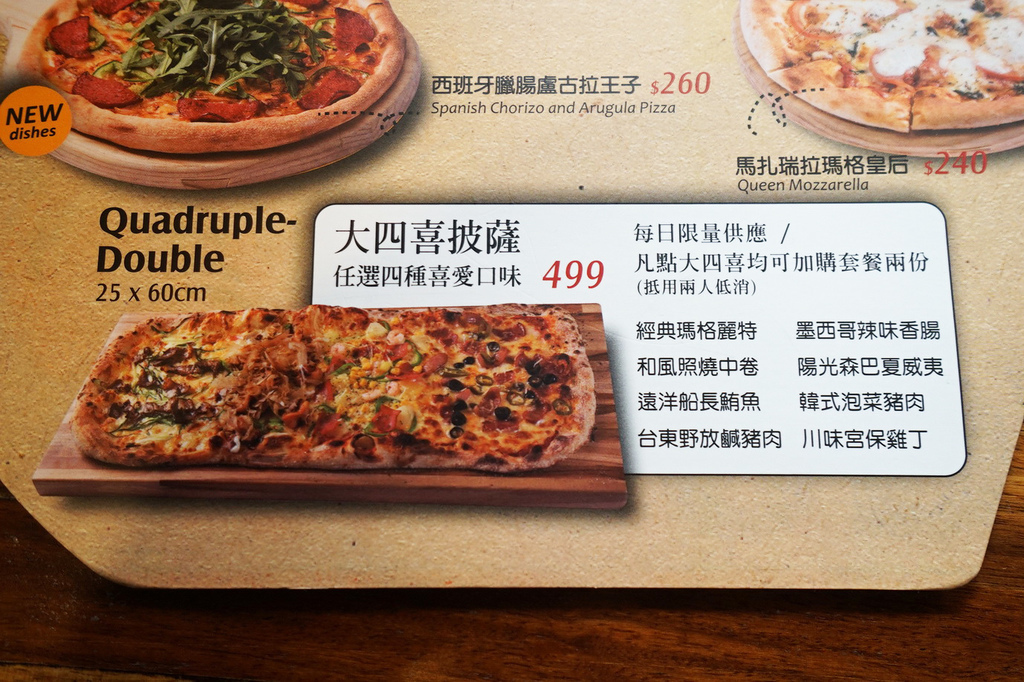 西班牙臘腸盧古拉王子 $260
Spanish Chorizo and Arugula Pizza
NEW
dishes
馬扎瑞拉瑪格皇后 $240
Queen Mozzarella
Quadruple-
Double
25 x 60cm
大四喜披薩
任選四種喜愛口味 499
每日限量供應 /
凡點大四喜均可加購套餐兩份
(抵用兩人低消)
經典瑪格麗特 墨西哥辣味香腸
和風照燒中卷 陽光森巴夏威夷
遠洋船長鮪魚 韓式泡菜豬肉
台東野放鹹豬肉 川味宮保雞丁